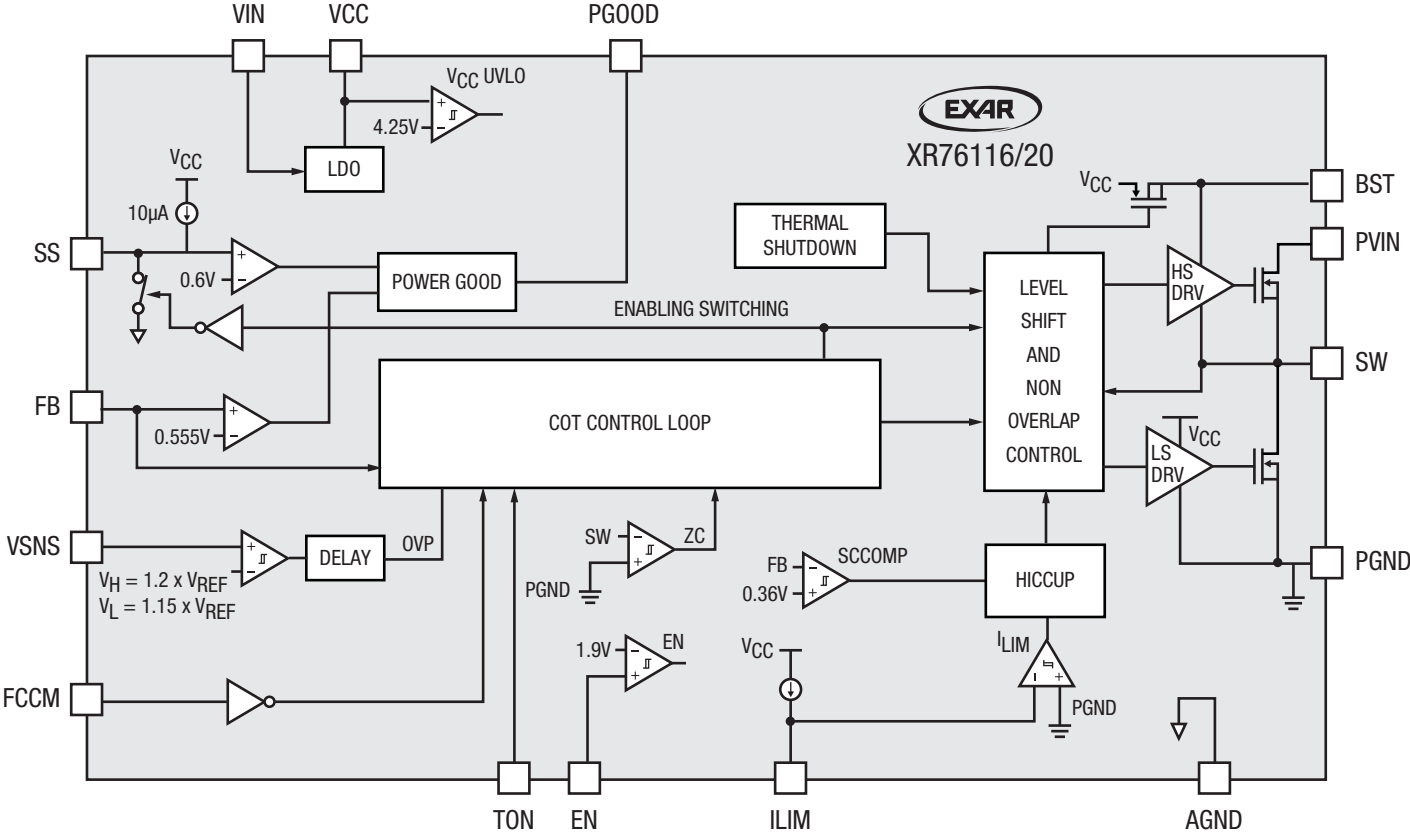 VIN
VCC
PGOOD
VCC UVLO
4.25V
LDO
EXAR
XR76116/20
VCC
10µA
SS
0.6V
POWER GOOD
THERMAL
SHUTDOWN
VCC
BST
PVIN
HS
DRV
LEVEL
SHIFT
AND
NON
OVERLAP
CONTROL
ENABLING SWITCHING
SW
FB
0.555V
COT CONTROL LOOP
VCC
LS
DRV
VSNS
VH = 1.2 x VREF
VL = 1.15 x VREF
DELAY
OVP
SW
ZC
PGND
FB
SCCOMP
0.36V
HICCUP
PGND
1.9V
EN
VCC
ILIM
PGND
FCCM
TON
EN
ILIM
AGND